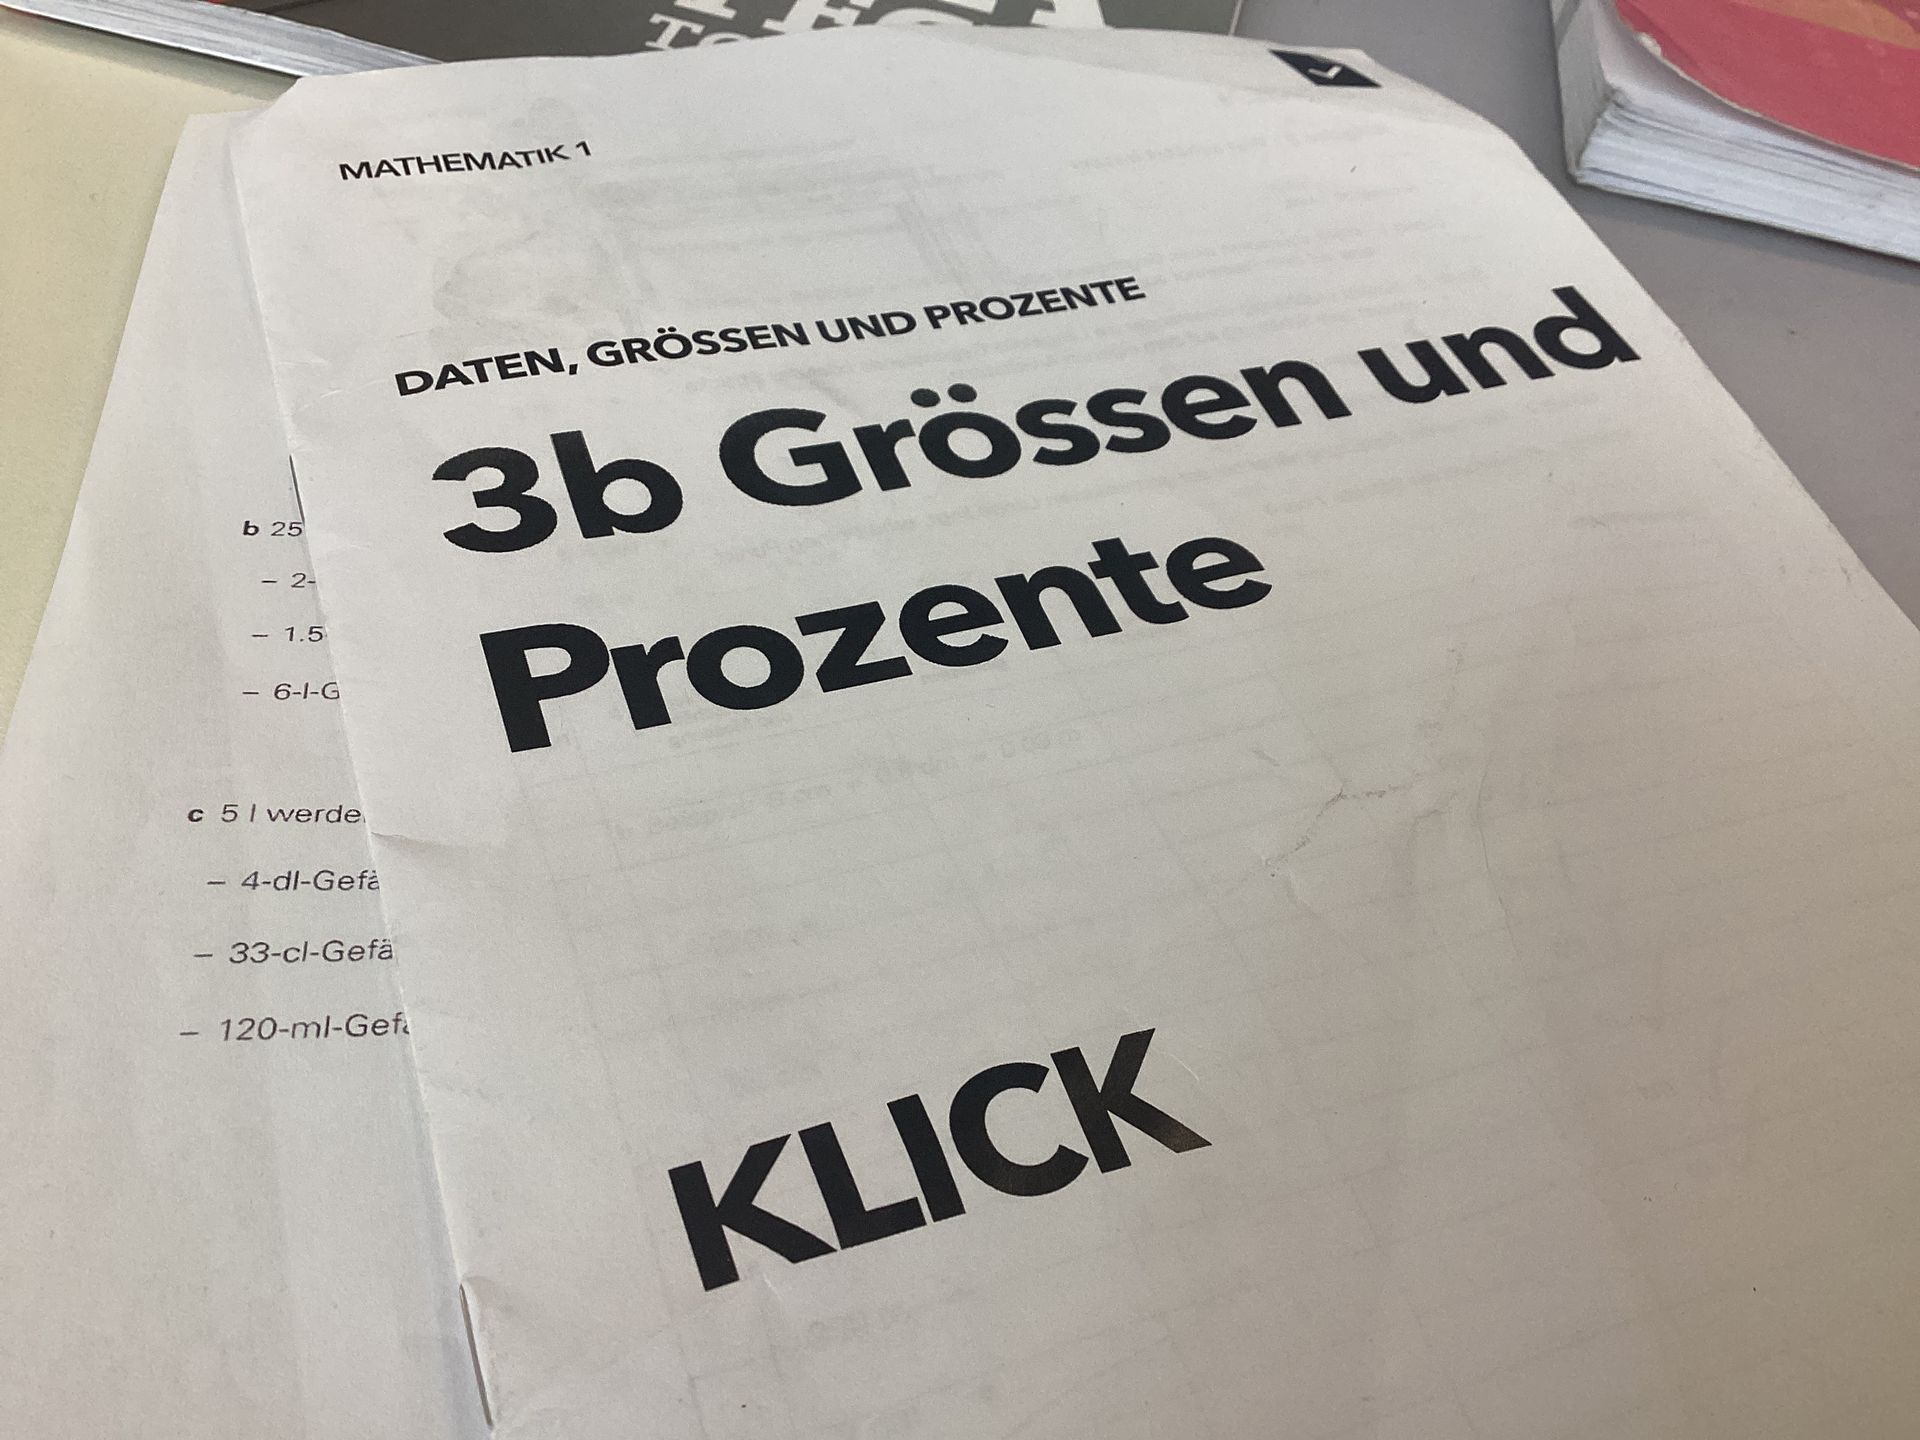 MATHEMATIK 1
DATEN, GRÖSSEN UND PROZENTE
3b Grössen und
Prozente
KLICK
b 25
– 2-
– 1.5
– 6-l-G
c 5 l werde
– 4-dl-Gefä
– 33-cl-Gefä
– 120-ml-Gef